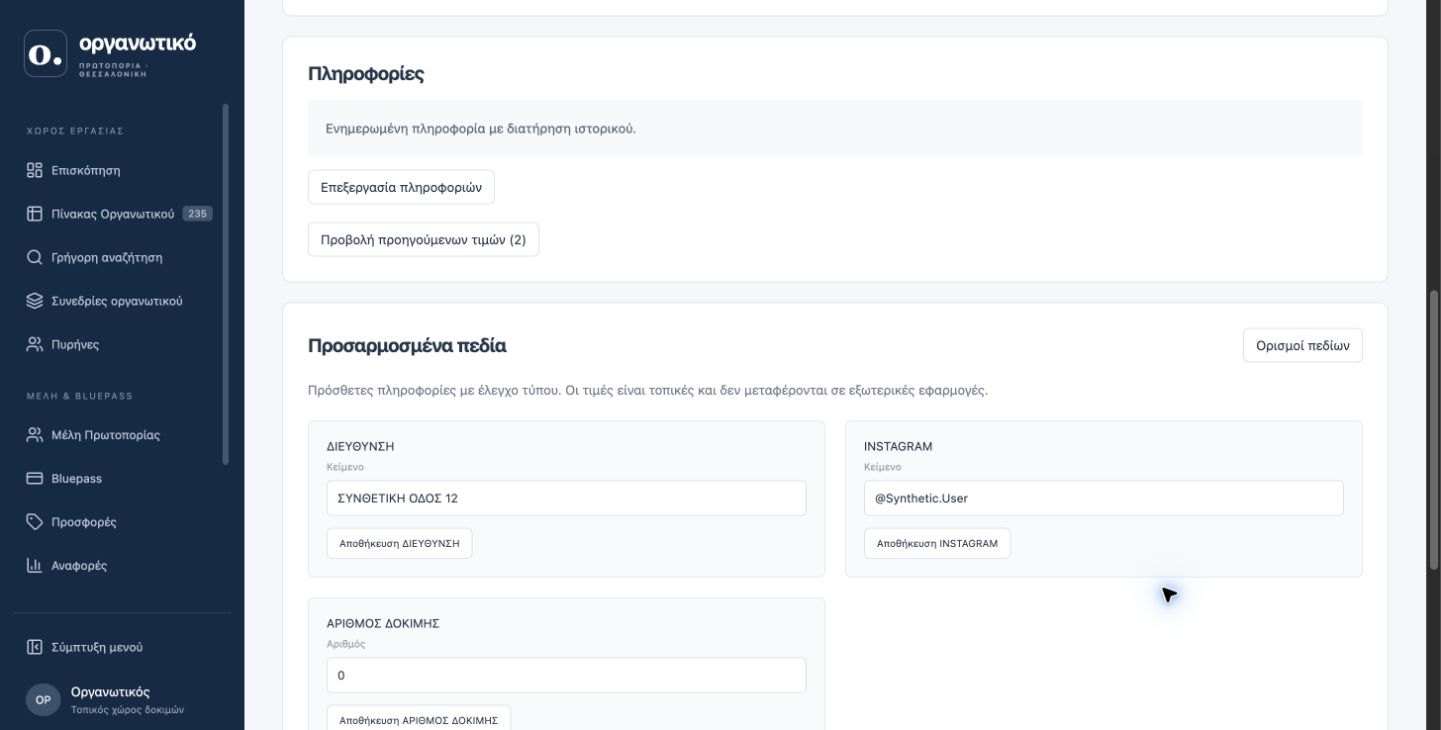 ο.
οργανωτικό
ΠΡΩΤΟΠΟΡΙΑ ·
ΘΕΣΣΑΛΟΝΙΚΗ
ΧΩΡΟΣ ΕΡΓΑΣΙΑΣ
Επισκόπηση
Πίνακας Οργανωτικού 235
Γρήγορη αναζήτηση
Συνεδρίες οργανωτικού
Πυρήνες
ΜΕΛΗ & BLUEPASS
Μέλη Πρωτοπορίας
Bluepass
Προσφορές
Αναφορές
Σύμπτυξη μενού
OP
Οργανωτικός
Τοπικός χώρος δοκιμών
Πληροφορίες
Ενημερωμένη πληροφορία με διατήρηση ιστορικού.
Επεξεργασία πληροφοριών
Προβολή προηγούμενων τιμών (2)
Προσαρμοσμένα πεδία
Ορισμοί πεδίων
Πρόσθετες πληροφορίες με έλεγχο τύπου. Οι τιμές είναι τοπικές και δεν μεταφέρονται σε εξωτερικές εφαρμογές.
ΔΙΕΥΘΥΝΣΗ
Κείμενο
ΣΥΝΘΕΤΙΚΗ ΟΔΟΣ 12
Αποθήκευση ΔΙΕΥΘΥΝΣΗ
INSTAGRAM
Κείμενο
@Synthetic.User
Αποθήκευση INSTAGRAM
ΑΡΙΘΜΟΣ ΔΟΚΙΜΗΣ
Αριθμός
0
Αποθήκευση ΑΡΙΘΜΟΣ ΔΟΚΙΜΗΣ